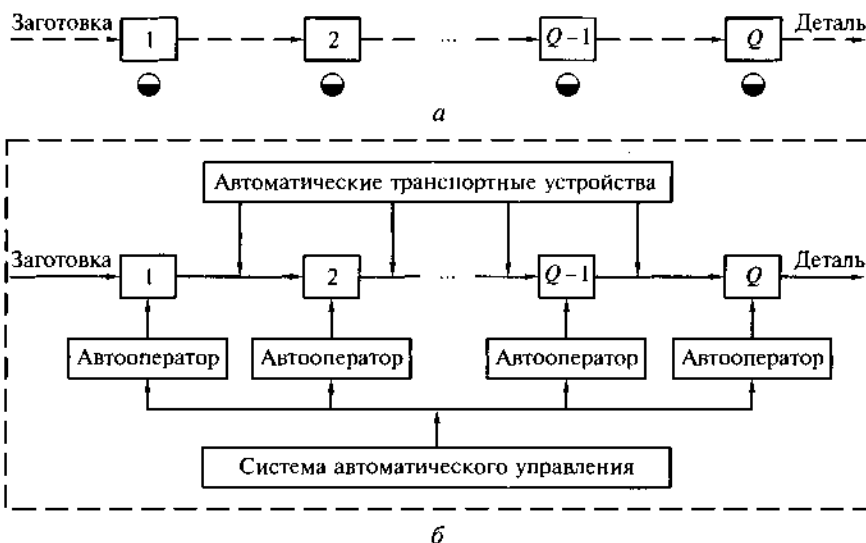 Заготовка
1
2
...
Q – 1
Q
Деталь
а
Автоматические транспортные устройства
Заготовка
1
2
...
Q – 1
Q
Деталь
Автооператор
Автооператор
Автооператор
Автооператор
Система автоматического управления
б